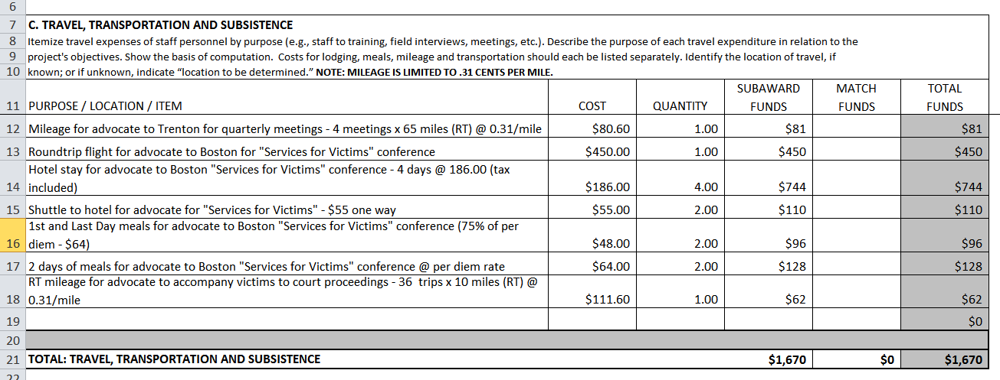 6
7 C. TRAVEL, TRANSPORTATION AND SUBSISTENCE
8 Itemize travel expenses of staff personnel by purpose (e.g., staff to training, field interviews, meetings, etc.). Describe the purpose of each travel expenditure in relation to the
9 project's objectives. Show the basis of computation. Costs for lodging, meals, mileage and transportation should each be listed separately. Identify the location of travel, if
10 known; or if unknown, indicate “location to be determined.” NOTE: MILEAGE IS LIMITED TO .31 CENTS PER MILE.
SUBAWARD MATCH TOTAL
11 PURPOSE / LOCATION / ITEM COST QUANTITY FUNDS FUNDS FUNDS
12 Mileage for advocate to Trenton for quarterly meetings - 4 meetings x 65 miles (RT) @ 0.31/mile $80.60 1.00 $81 $81
13 Roundtrip flight for advocate to Boston for "Services for Victims" conference $450.00 1.00 $450 $450
Hotel stay for advocate to Boston "Services for Victims" conference - 4 days @ 186.00 (tax
14 included) $186.00 4.00 $744 $744
15 Shuttle to hotel for advocate for "Services for Victims" - $55 one way $55.00 2.00 $110 $110
1st and Last Day meals for advocate to Boston "Services for Victims" conference (75% of per
16 diem - $64) $48.00 2.00 $96 $96
17 2 days of meals for advocate to Boston "Services for Victims" conference @ per diem rate $64.00 2.00 $128 $128
RT mileage for advocate to accompany victims to court proceedings - 36 trips x 10 miles (RT) @
18 0.31/mile $111.60 1.00 $62 $62
19 $0
20
21 TOTAL: TRAVEL, TRANSPORTATION AND SUBSISTENCE $1,670 $0 $1,670
22